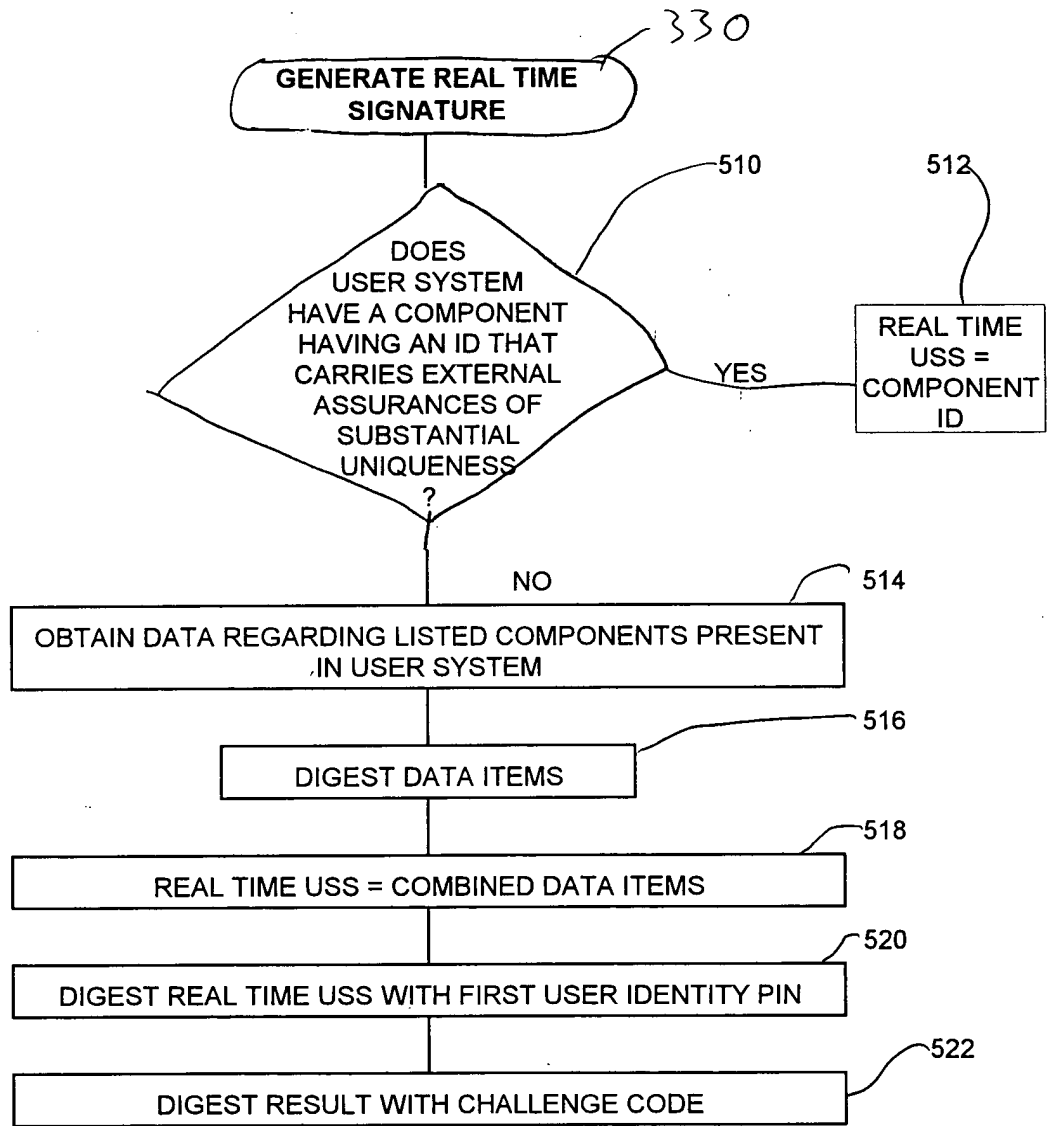 330
GENERATE REAL TIME
SIGNATURE
510
512
DOES
USER SYSTEM
HAVE A COMPONENT
HAVING AN ID THAT
CARRIES EXTERNAL
ASSURANCES OF
SUBSTANTIAL
UNIQUENESS
?
YES
REAL TIME
USS =
COMPONENT
ID
NO
514
OBTAIN DATA REGARDING LISTED COMPONENTS PRESENT
IN USER SYSTEM
516
DIGEST DATA ITEMS
518
REAL TIME USS = COMBINED DATA ITEMS
520
DIGEST REAL TIME USS WITH FIRST USER IDENTITY PIN
522
DIGEST RESULT WITH CHALLENGE CODE